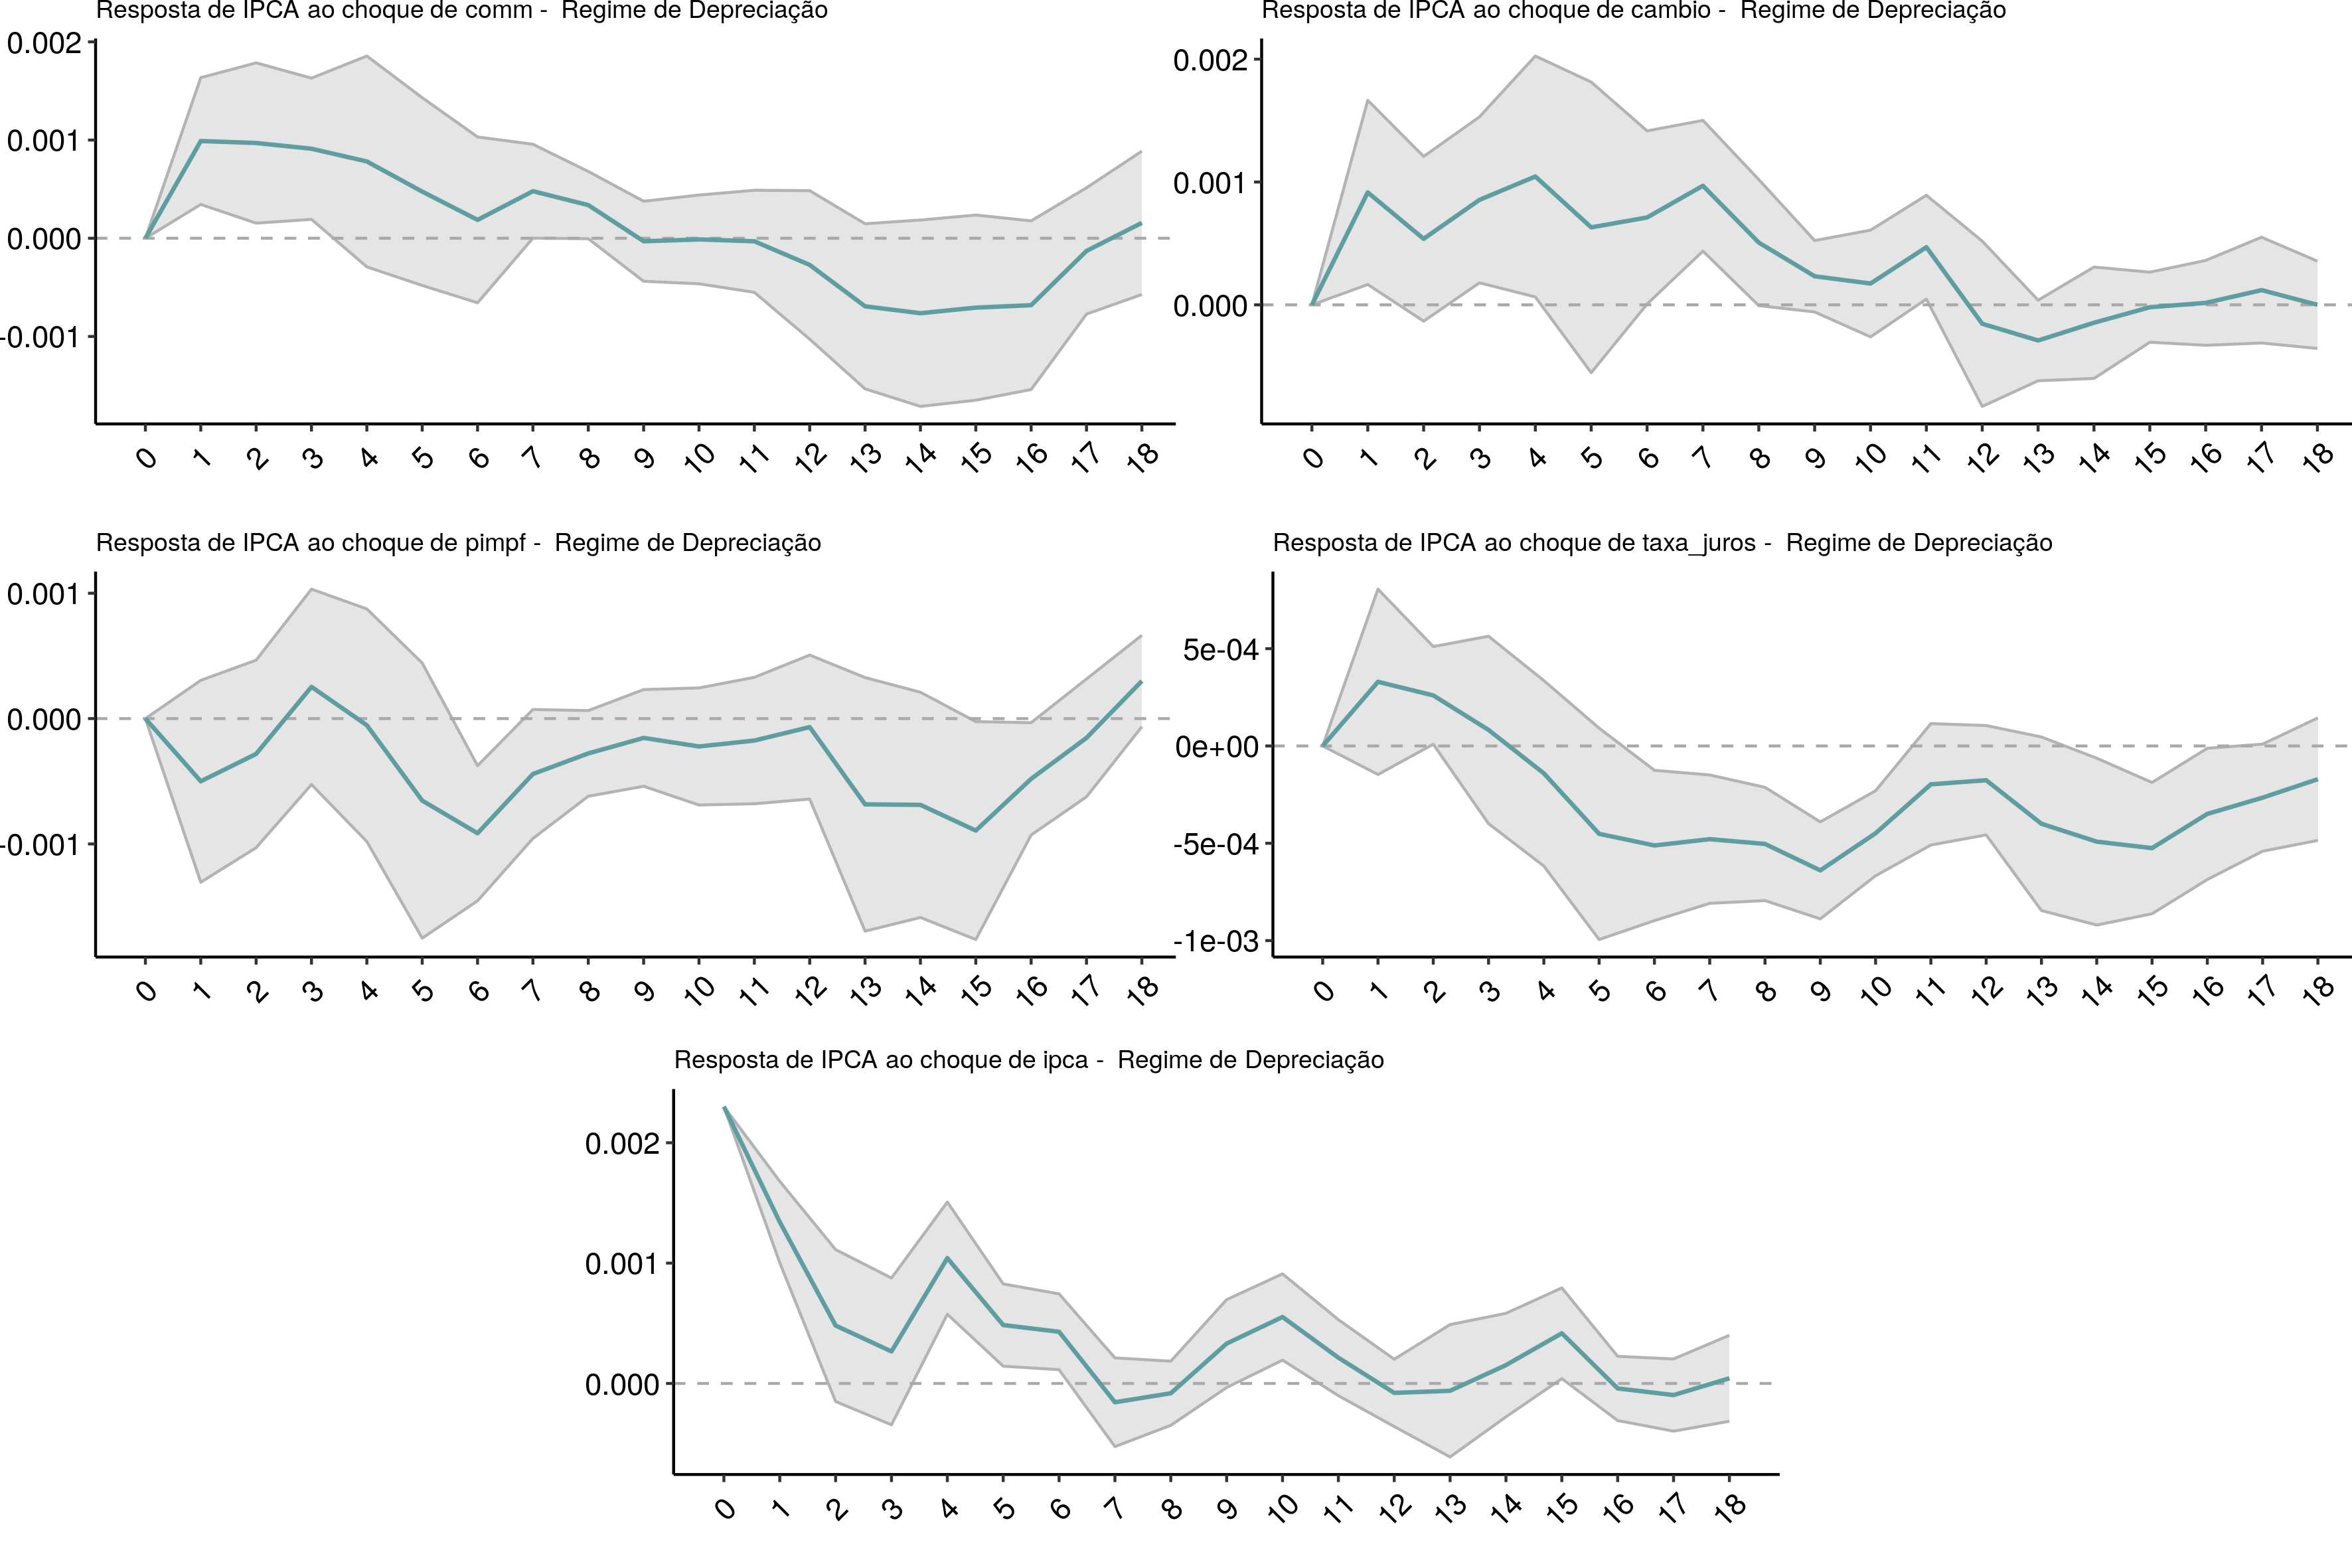 Resposta de IPCA ao choque de comm - Regime de Depreciação
0.002
0.001
0.000
-0.001
0 1 2 3 4 5 6 7 8 9 10 11 12 13 14 15 16 17 18
Resposta de IPCA ao choque de cambio - Regime de Depreciação
0.002
0.001
0.000
0 1 2 3 4 5 6 7 8 9 10 11 12 13 14 15 16 17 18
Resposta de IPCA ao choque de pimpf - Regime de Depreciação
0.001
0.000
-0.001
0 1 2 3 4 5 6 7 8 9 10 11 12 13 14 15 16 17 18
Resposta de IPCA ao choque de taxa_juros - Regime de Depreciação
5e-04
0e+00
-5e-04
-1e-03
0 1 2 3 4 5 6 7 8 9 10 11 12 13 14 15 16 17 18
Resposta de IPCA ao choque de ipca - Regime de Depreciação
0.002
0.001
0.000
0 1 2 3 4 5 6 7 8 9 10 11 12 13 14 15 16 17 18